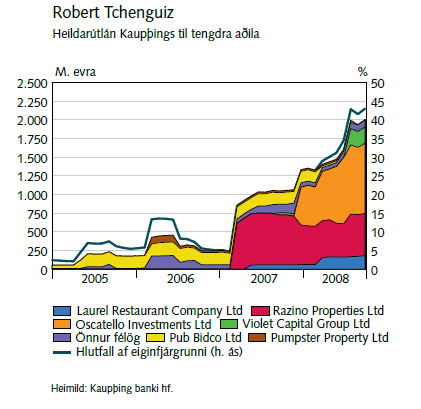 Robert Tchenguiz
Heildarútlán Kaupþings til tengdra aðila
M. evra %
2.500 50
2.250 45
2.000 40
1.750 35
1.500 30
1.250 25
1.000 20
750 15
500 10
250 5
0 0
2005 2006 2007 2008
Laurel Restaurant Company Ltd Razino Properties Ltd
Oscatello Investments Ltd Violet Capital Group Ltd
Önnur félög Pub Bidco Ltd Pumpster Property Ltd
Hlutfall af eiginfjárgrunni (h. ás)
Heimild: Kaupþing banki hf.